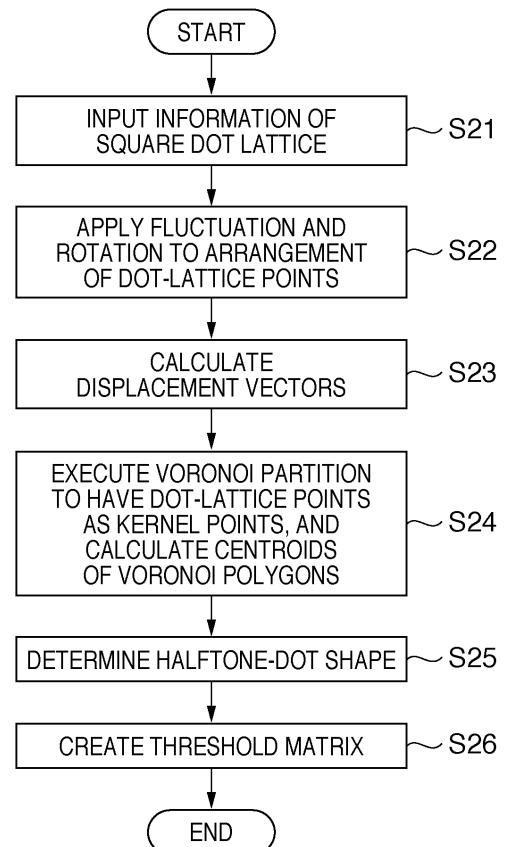 START
INPUT INFORMATION OF
SQUARE DOT LATTICE
S21
APPLY FLUCTUATION AND
ROTATION TO ARRANGEMENT
OF DOT-LATTICE POINTS
S22
CALCULATE
DISPLACEMENT VECTORS
S23
EXECUTE VORONOI PARTITION
TO HAVE DOT-LATTICE POINTS
AS KERNEL POINTS, AND
CALCULATE CENTROIDS
OF VORONOI POLYGONS
S24
DETERMINE HALFTONE-DOT SHAPE
S25
CREATE THRESHOLD MATRIX
S26
END